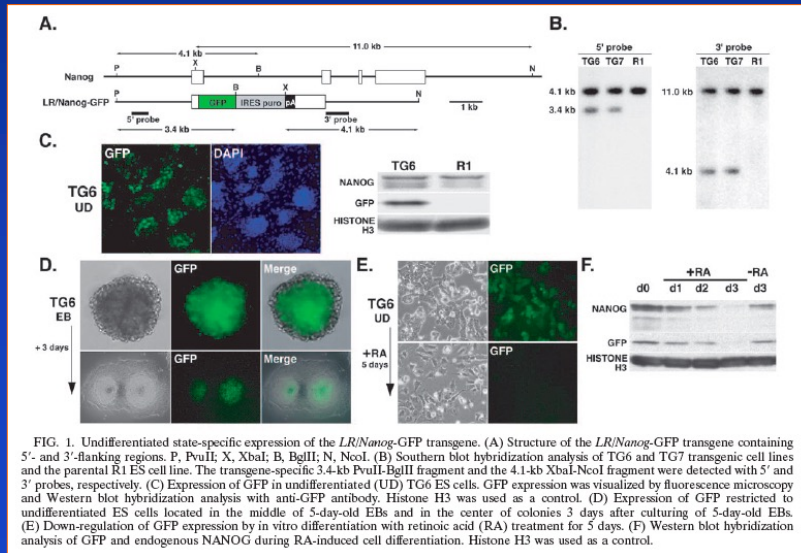 A.
4.1 kb
11.0 kb
P
X
B
N
Nanog
P
B
X
N
LR/Nanog-GFP
GFP
IRES puro
pA
5' probe
3' probe
1 kb
3.4 kb
4.1 kb
B.
5' probe
3' probe
TG6 TG7 R1
TG6 TG7 R1
4.1 kb
3.4 kb
11.0 kb
4.1 kb
C.
GFP
DAPI
TG6
UD
TG6 R1
NANOG
GFP
HISTONE
H3
D.
GFP
Merge
TG6
EB
+ 3 days
GFP
Merge
E.
GFP
TG6
UD
+RA
5 days
GFP
F.
+RA
-RA
d0 d1 d2 d3 d3
NANOG
GFP
HISTONE
H3
FIG. 1. Undifferentiated state-specific expression of the LR/Nanog-GFP transgene. (A) Structure of the LR/Nanog-GFP transgene containing
5'- and 3'-flanking regions. P, PvuII; X, XbaI; B, BglII; N, NcoI. (B) Southern blot hybridization analysis of TG6 and TG7 transgenic cell lines
and the parental R1 ES cell line. The transgene-specific 3.4-kb PvuII-BglII fragment and the 4.1-kb XbaI-NcoI fragment were detected with 5' and
3' probes, respectively. (C) Expression of GFP in undifferentiated (UD) TG6 ES cells. GFP expression was visualized by fluorescence microscopy
and Western blot hybridization analysis with anti-GFP antibody. Histone H3 was used as a control. (D) Expression of GFP restricted to
undifferentiated ES cells located in the middle of 5-day-old EBs and in the center of colonies 3 days after culturing of 5-day-old EBs.
(E) Down-regulation of GFP expression by in vitro differentiation with retinoic acid (RA) treatment for 5 days. (F) Western blot hybridization
analysis of GFP and endogenous NANOG during RA-induced cell differentiation. Histone H3 was used as a control.